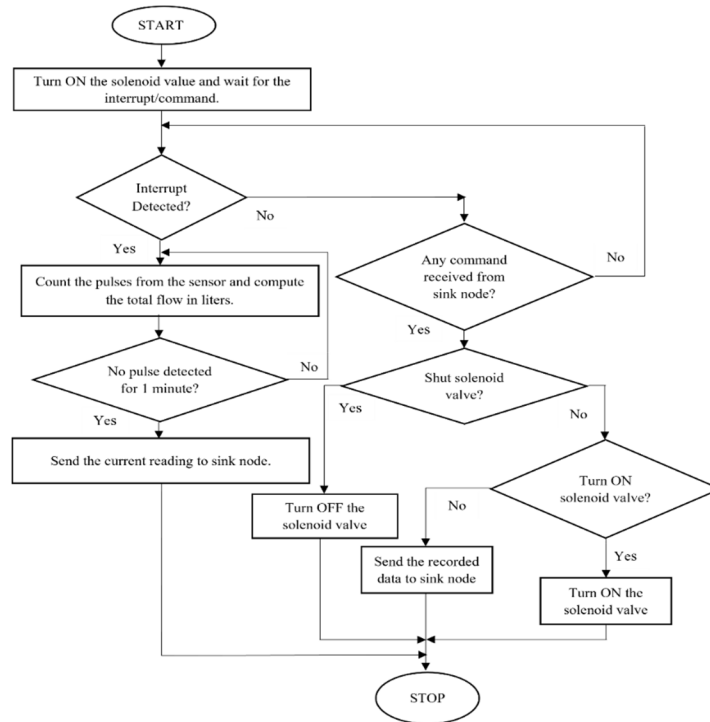 START
Turn ON the solenoid value and wait for the
interrupt/command.
Interrupt
Detected?
No
Yes
Any command
received from
sink node?
No
Yes
Count the pulses from the sensor and compute
the total flow in liters.
No pulse detected
for 1 minute?
No
Yes
Shut solenoid
valve?
Yes
No
Send the current reading to sink node.
Turn ON
solenoid valve?
No
Yes
Turn OFF the
solenoid valve
Send the recorded
data to sink node
Turn ON the
solenoid valve
STOP